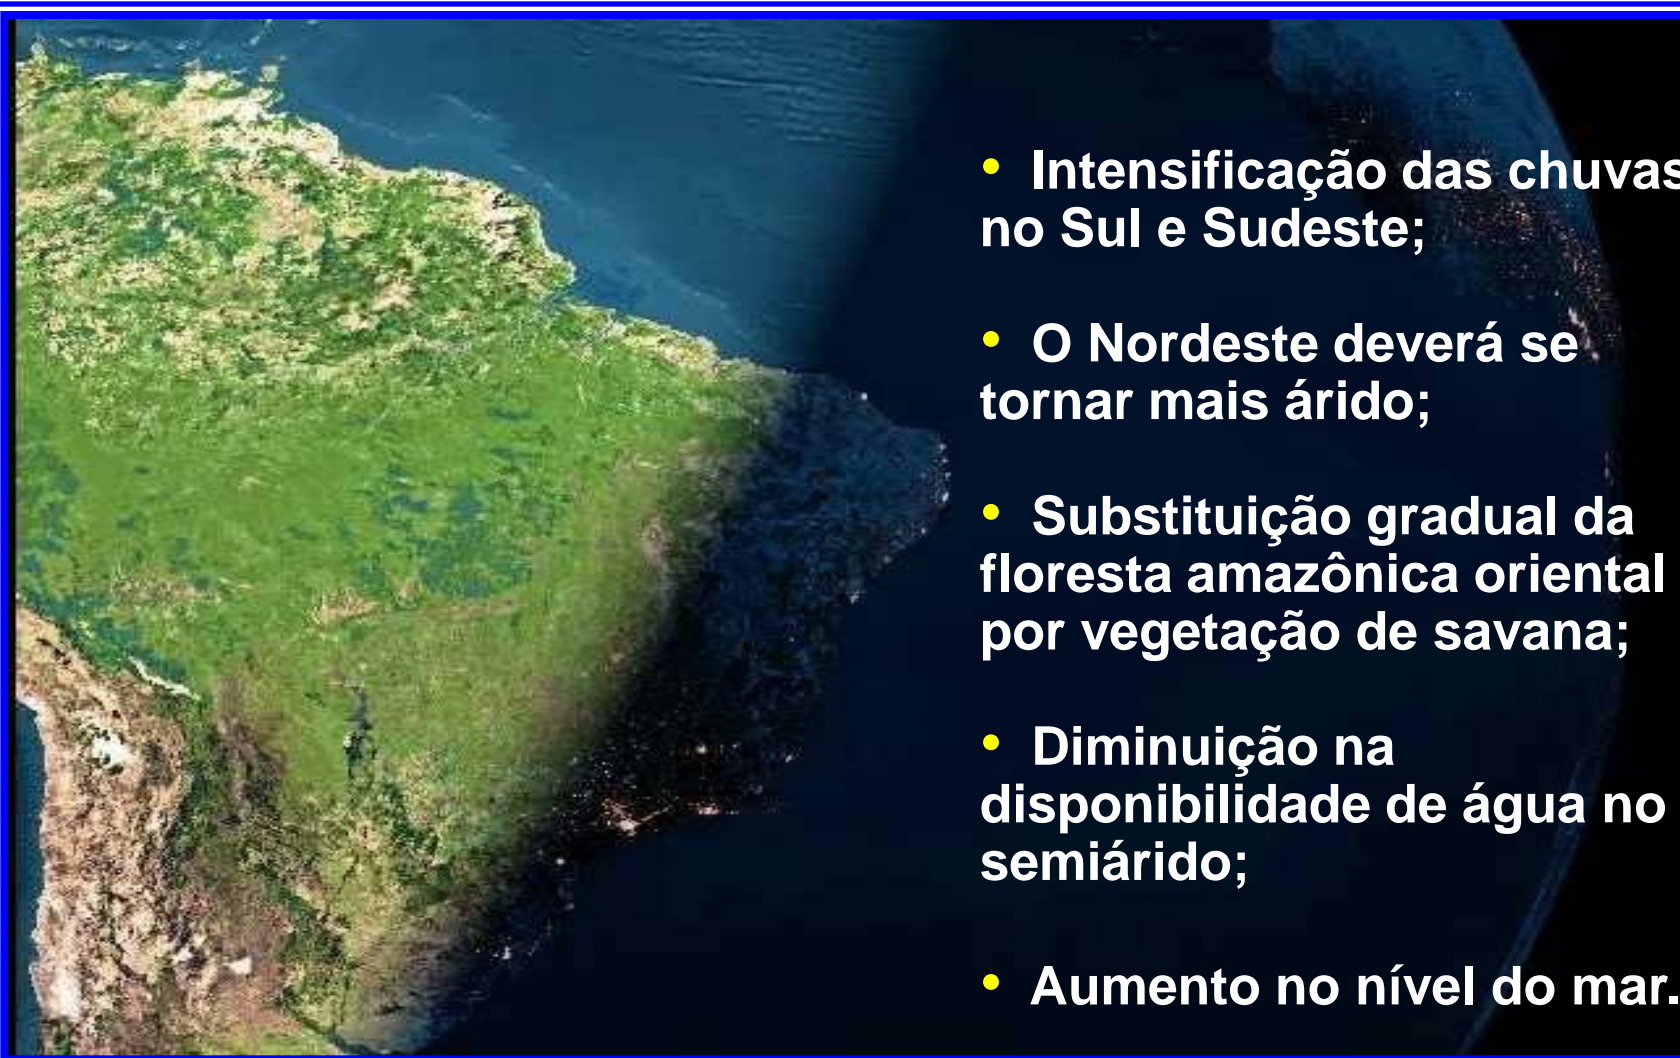 • Intensificação das chuvas
no Sul e Sudeste;
• O Nordeste deverá se
tornar mais árido;
• Substituição gradual da
floresta amazônica oriental
por vegetação de savana;
• Diminuição na
disponibilidade de água no
semiárido;
• Aumento no nível do mar.